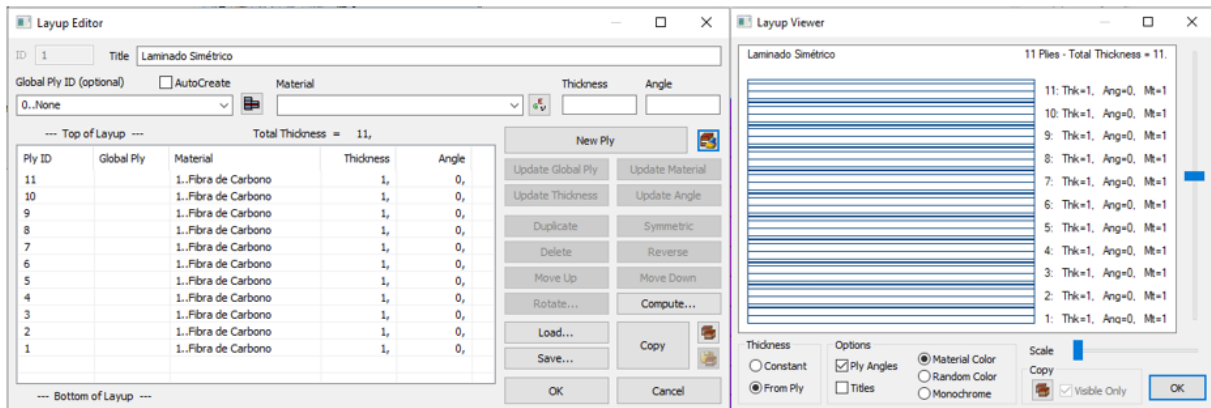 Layup Editor
ID 1 Title Laminado Simétrico
Global Ply ID (optional) AutoCreate Material Thickness Angle
0..None
--- Top of Layup --- Total Thickness = 11,
Ply ID Global Ply Material Thickness Angle
11 1..Fibra de Carbono 1, 0,
10 1..Fibra de Carbono 1, 0,
9 1..Fibra de Carbono 1, 0,
8 1..Fibra de Carbono 1, 0,
7 1..Fibra de Carbono 1, 0,
6 1..Fibra de Carbono 1, 0,
5 1..Fibra de Carbono 1, 0,
4 1..Fibra de Carbono 1, 0,
3 1..Fibra de Carbono 1, 0,
2 1..Fibra de Carbono 1, 0,
1 1..Fibra de Carbono 1, 0,
--- Bottom of Layup ---
New Ply
Update Global Ply Update Material
Update Thickness Update Angle
Duplicate Symmetric
Delete Reverse
Move Up Move Down
Rotate... Compute...
Load... Copy
Save...
OK Cancel
Layup Viewer
Laminado Simétrico 11 Plies - Total Thickness = 11.
11: Thk=1, Ang=0, Mt=1
10: Thk=1, Ang=0, Mt=1
9: Thk=1, Ang=0, Mt=1
8: Thk=1, Ang=0, Mt=1
7: Thk=1, Ang=0, Mt=1
6: Thk=1, Ang=0, Mt=1
5: Thk=1, Ang=0, Mt=1
4: Thk=1, Ang=0, Mt=1
3: Thk=1, Ang=0, Mt=1
2: Thk=1, Ang=0, Mt=1
1: Thk=1, Ang=0, Mt=1
Thickness Options Scale
Constant Ply Angles Material Color
From Ply Titles Random Color
Monochrome
Copy
Visible Only OK